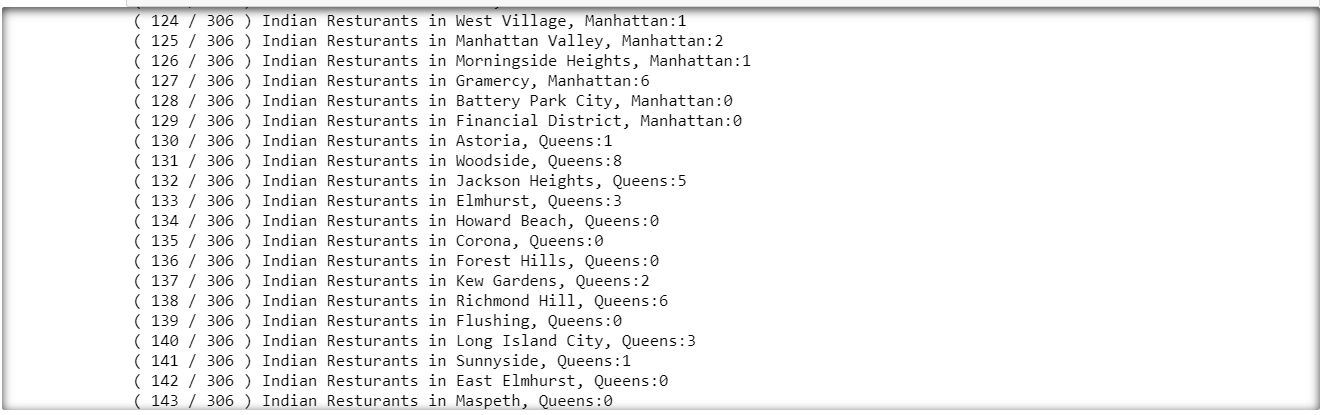 ( 124 / 306 ) Indian Resturants in West Village, Manhattan:1
( 125 / 306 ) Indian Resturants in Manhattan Valley, Manhattan:2
( 126 / 306 ) Indian Resturants in Morningside Heights, Manhattan:1
( 127 / 306 ) Indian Resturants in Gramercy, Manhattan:6
( 128 / 306 ) Indian Resturants in Battery Park City, Manhattan:0
( 129 / 306 ) Indian Resturants in Financial District, Manhattan:0
( 130 / 306 ) Indian Resturants in Astoria, Queens:1
( 131 / 306 ) Indian Resturants in Woodside, Queens:8
( 132 / 306 ) Indian Resturants in Jackson Heights, Queens:5
( 133 / 306 ) Indian Resturants in Elmhurst, Queens:3
( 134 / 306 ) Indian Resturants in Howard Beach, Queens:0
( 135 / 306 ) Indian Resturants in Corona, Queens:0
( 136 / 306 ) Indian Resturants in Forest Hills, Queens:0
( 137 / 306 ) Indian Resturants in Kew Gardens, Queens:2
( 138 / 306 ) Indian Resturants in Richmond Hill, Queens:6
( 139 / 306 ) Indian Resturants in Flushing, Queens:0
( 140 / 306 ) Indian Resturants in Long Island City, Queens:3
( 141 / 306 ) Indian Resturants in Sunnyside, Queens:1
( 142 / 306 ) Indian Resturants in East Elmhurst, Queens:0
( 143 / 306 ) Indian Resturants in Maspeth, Queens:0